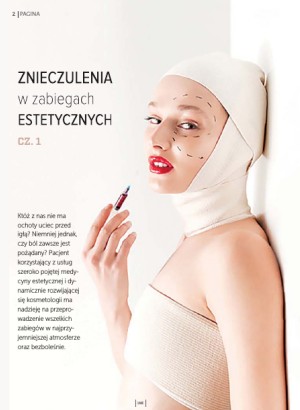 2 | PAGINA
ZNIECZULENIA
w zabiegach
ESTETYCZNYCH
CZ. 1
Któż z nas nie ma
ochoty uciec przed
igłą? Niemniej jednak,
czy ból zawsze jest
pożądany? Pacjent
korzystający z usług
szeroko pojętej medy-
cyny estetycznej i dy-
namicznie rozwijającej
się kosmetologii ma
nadzieję na przepro-
wadzenie wszelkich
zabiegów w najprzy-
jemniejszej atmosferze
oraz bezboleśnie.